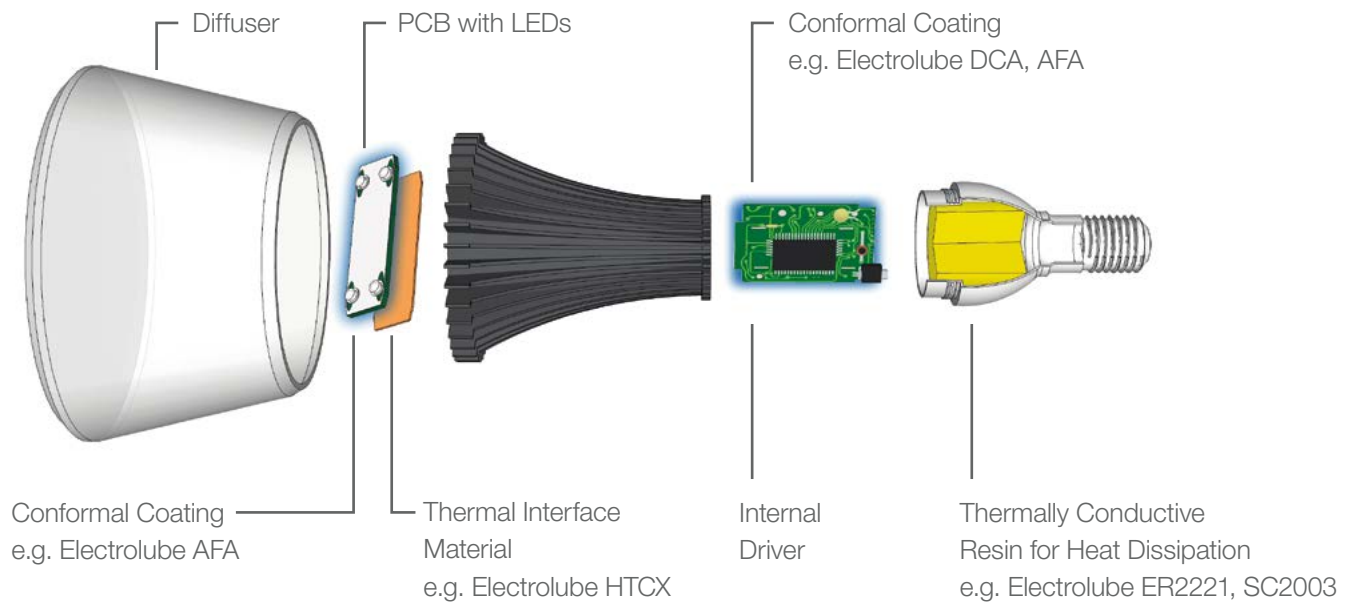 Diffuser
PCB with LEDs
Conformal Coating
e.g. Electrolube DCA, AFA
Conformal Coating
e.g. Electrolube AFA
Thermal Interface
Material
e.g. Electrolube HTCX
Internal
Driver
Thermally Conductive
Resin for Heat Dissipation
e.g. Electrolube ER2221, SC2003